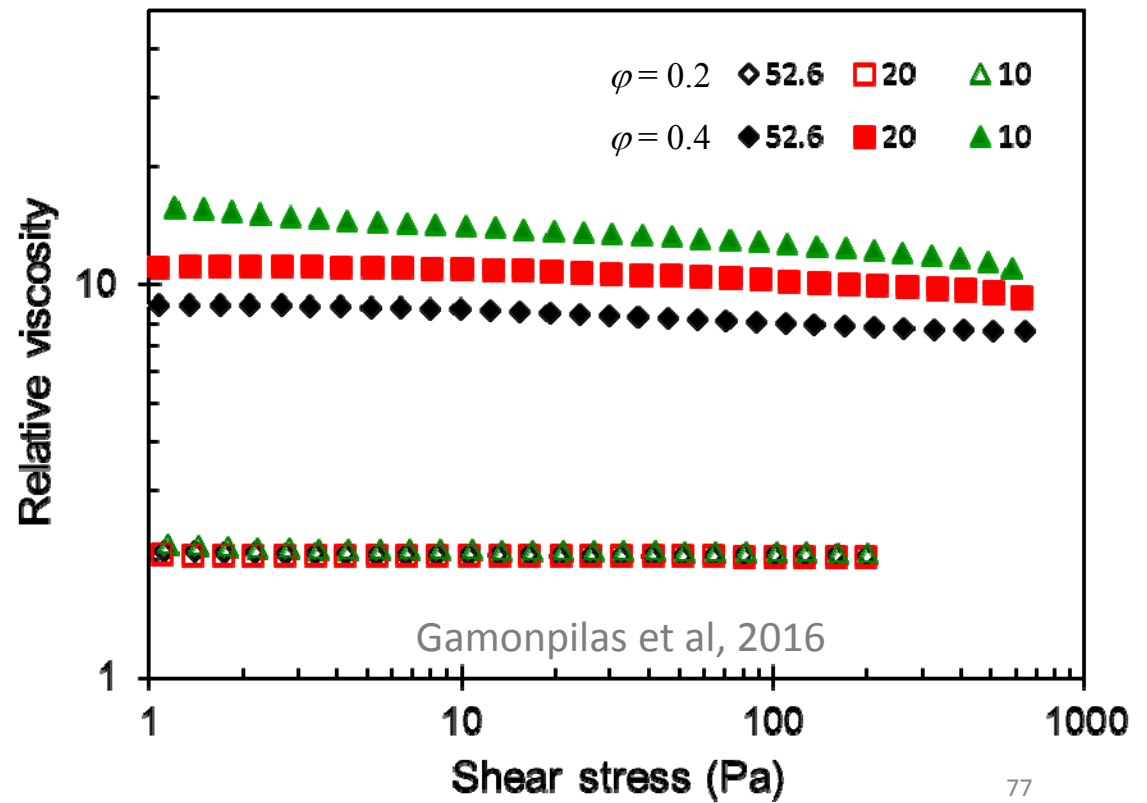 φ = 0.2 52.6 20 10
φ = 0.4 52.6 20 10
Relative viscosity
10
1
Gamonpilas et al, 2016
1 10 100 1000
Shear stress (Pa)
77